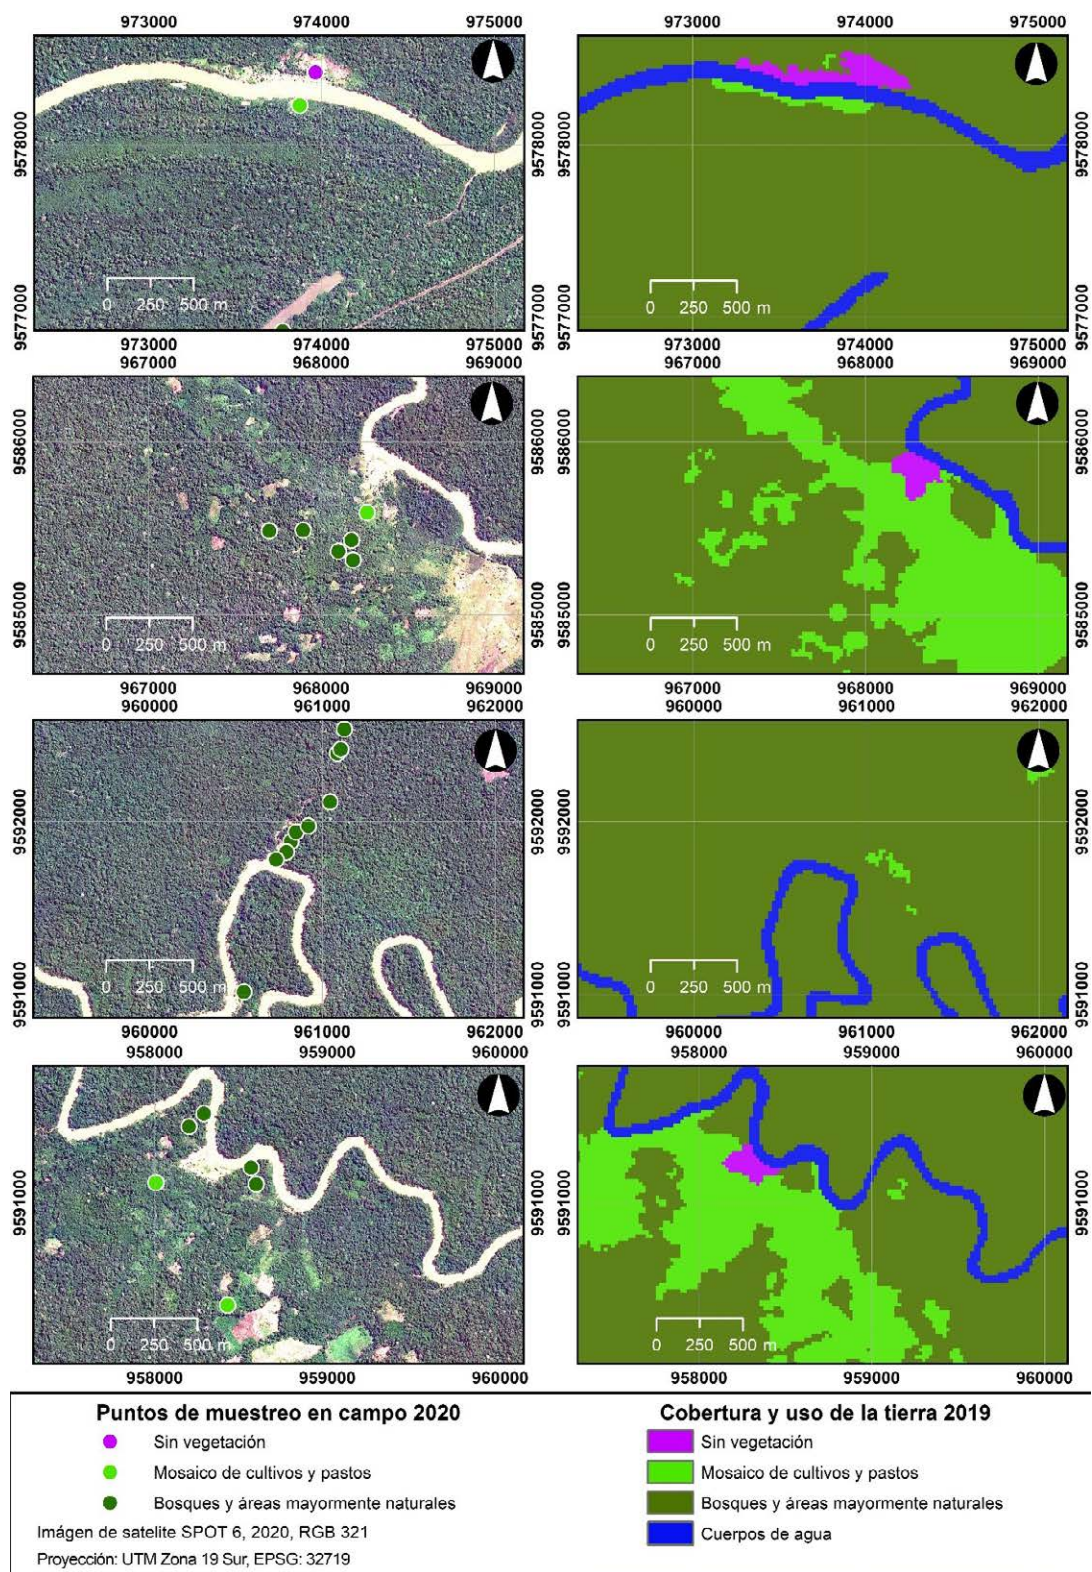 973000 974000 975000 973000 974000 975000
9578000 9578000 9578000
0 250 500 m 0 250 500 m
9577000 9577000 9577000
973000 974000 975000 973000 974000 975000
967000 968000 969000 967000 968000 969000
9586000 9586000 9586000
9585000 9585000 9585000
0 250 500 m 0 250 500 m
967000 968000 969000 967000 968000 969000
960000 961000 962000 960000 961000 962000
9592000 9592000 9592000
0 250 500 m 0 250 500 m
9591000 9591000 9591000
960000 961000 962000 960000 961000 962000
958000 959000 960000 958000 959000 960000
9591000 9591000 9591000
0 250 500 m 0 250 500 m
958000 959000 960000 958000 959000 960000
Puntos de muestreo en campo 2020
Sin vegetación
Mosaico de cultivos y pastos
Bosques y áreas mayormente naturales
Imágen de satelite SPOT 6, 2020, RGB 321
Proyección: UTM Zona 19 Sur, EPSG: 32719
Cobertura y uso de la tierra 2019
Sin vegetación
Mosaico de cultivos y pastos
Bosques y áreas mayormente naturales
Cuerpos de agua